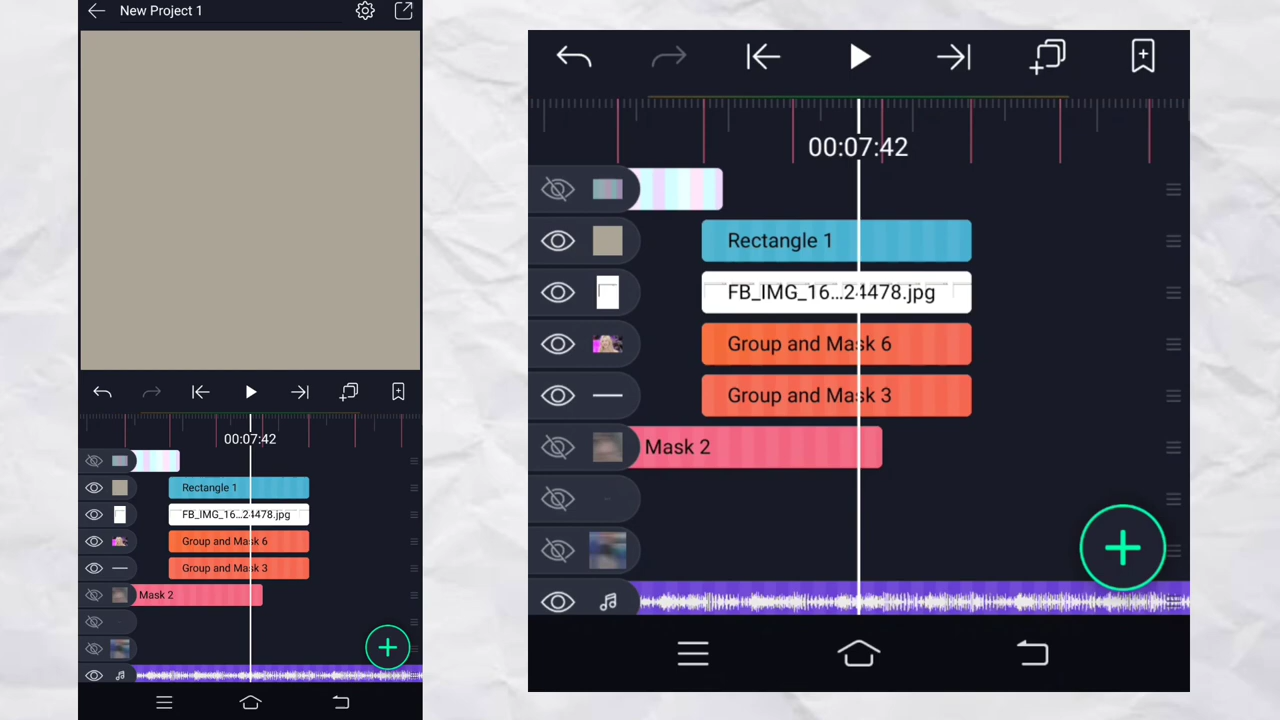 New Project 1
00:07:42
Rectangle 1
FB_IMG_16...24478.jpg
Group and Mask 6
Group and Mask 3
Mask 2
00:07:42
Rectangle 1
FB_IMG_16...24478.jpg
Group and Mask 6
Group and Mask 3
Mask 2